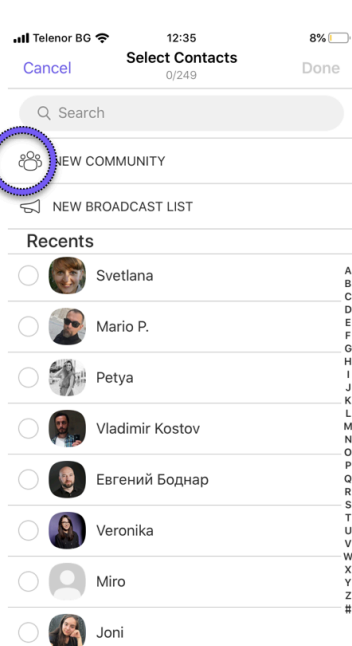 Telenor BG 12:35 8%
Cancel Select Contacts Done
0/249
Search
NEW COMMUNITY
NEW BROADCAST LIST
Recents
Svetlana
Mario P.
Petya
Vladimir Kostov
Евгений Боднар
Veronika
Miro
Joni
A
B
C
D
E
F
G
H
I
J
K
L
M
N
O
P
Q
R
S
T
U
V
W
X
Y
Z
#